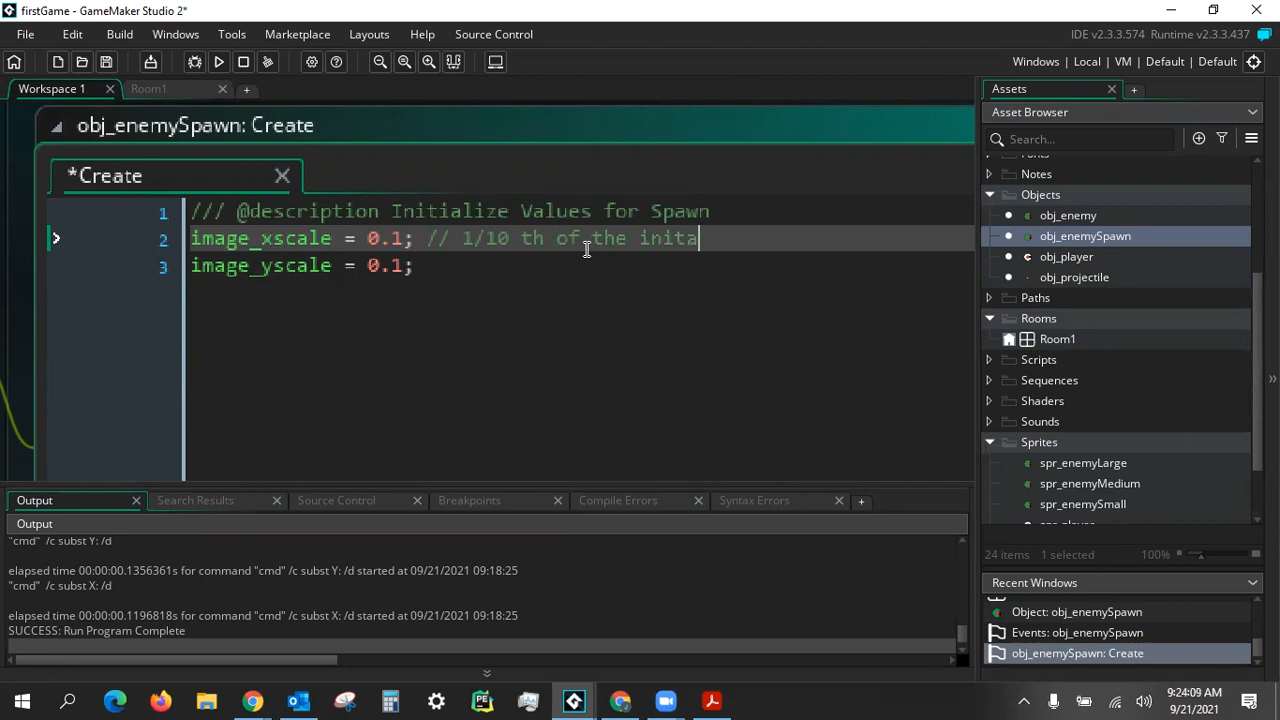 firstGame - GameMaker Studio 2*
File Edit Build Windows Tools Marketplace Layouts Help Source Control
IDE v2.3.3.574 Runtime v2.3.3.437
Windows | Local | VM | Default | Default
Workspace 1 Room1
obj_enemySpawn: Create
*Create
1 /// @description Initialize Values for Spawn
2 image_xscale = 0.1; // 1/10 th of the inita
3 image_yscale = 0.1;
Assets
Asset Browser
Search...
Notes
Objects
obj_enemy
obj_enemySpawn
obj_player
obj_projectile
Paths
Rooms
Room1
Scripts
Sequences
Shaders
Sounds
Sprites
spr_enemyLarge
spr_enemyMedium
spr_enemySmall
24 items 1 selected 100%
Recent Windows
Object: obj_enemySpawn
Events: obj_enemySpawn
obj_enemySpawn: Create
Output Search Results Source Control Breakpoints Compile Errors Syntax Errors
Output
"cmd" /c subst Y: /d
elapsed time 00:00:00.1356361s for command "cmd" /c subst Y: /d started at 09/21/2021 09:18:25
"cmd" /c subst X: /d
elapsed time 00:00:00.1196818s for command "cmd" /c subst X: /d started at 09/21/2021 09:18:25
SUCCESS: Run Program Complete
9:24:09 AM
9/21/2021